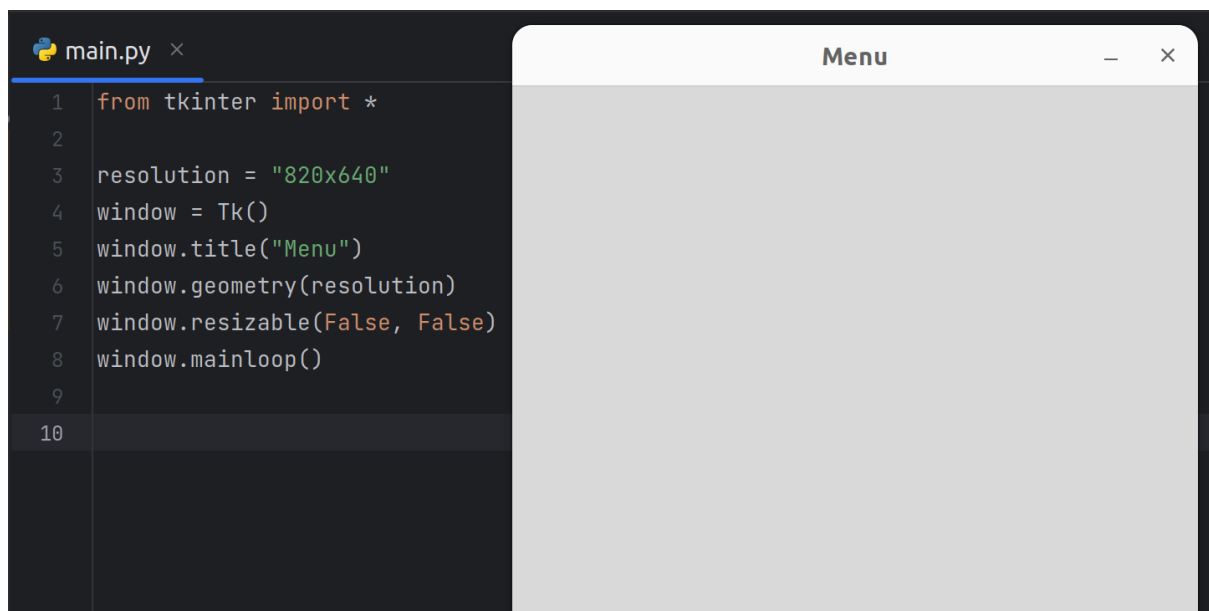 main.py
Menu
1 from tkinter import *
2
3 resolution = "820x640"
4 window = Tk()
5 window.title("Menu")
6 window.geometry(resolution)
7 window.resizable(False, False)
8 window.mainloop()
9
10